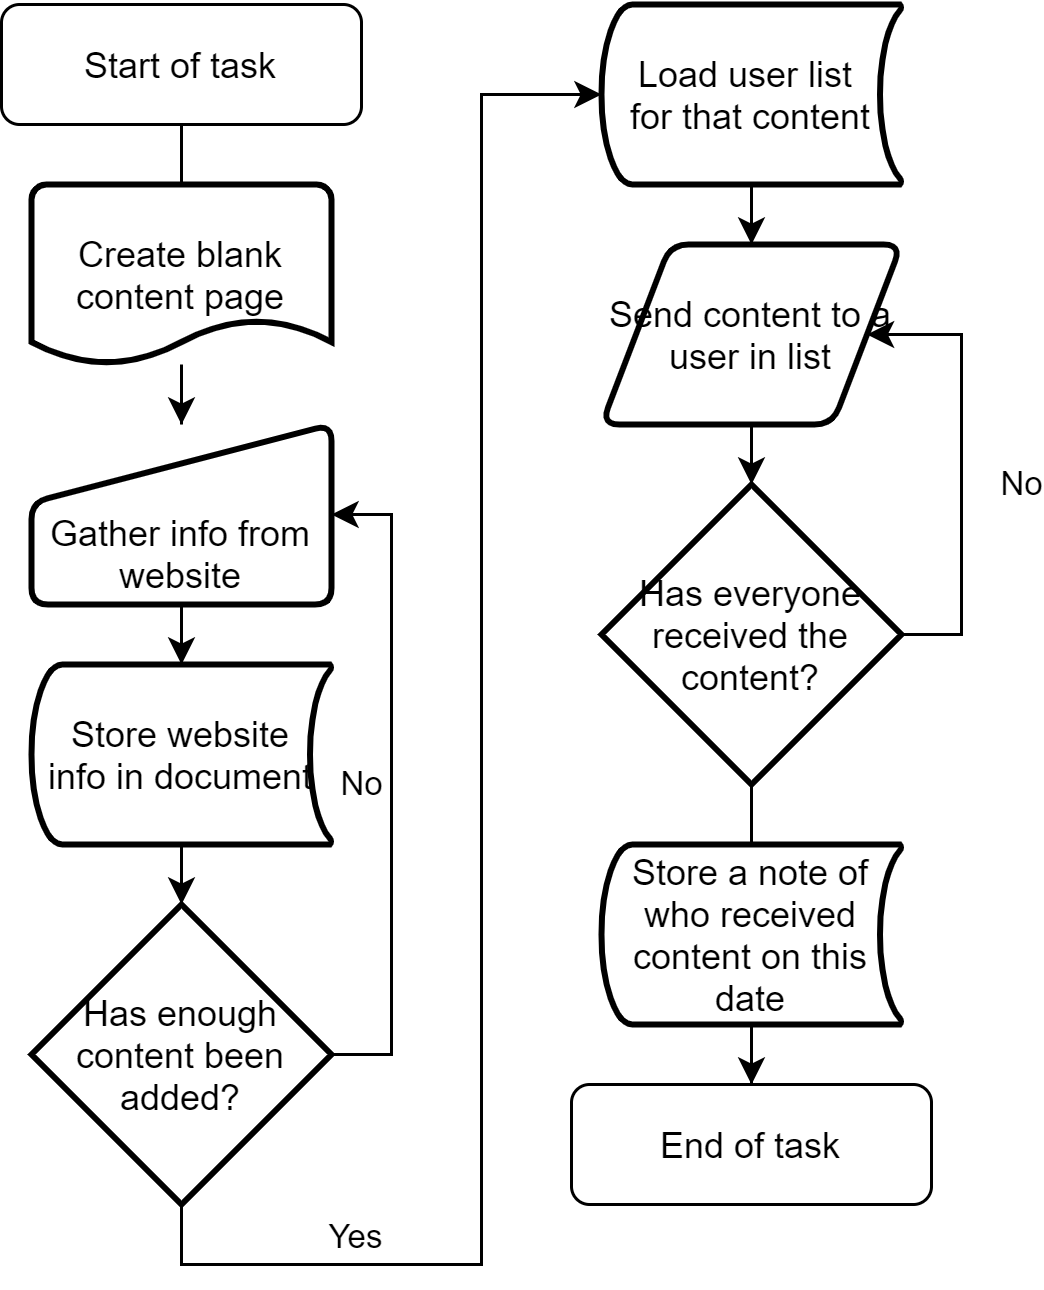 Start of task
Create blank
content page
Gather info from
website
Store website
info in document
No
Has enough
content been
added?
Yes
Load user list
for that content
Send content to a
user in list
No
Has everyone
received the
content?
Store a note of
who received
content on this
date
End of task